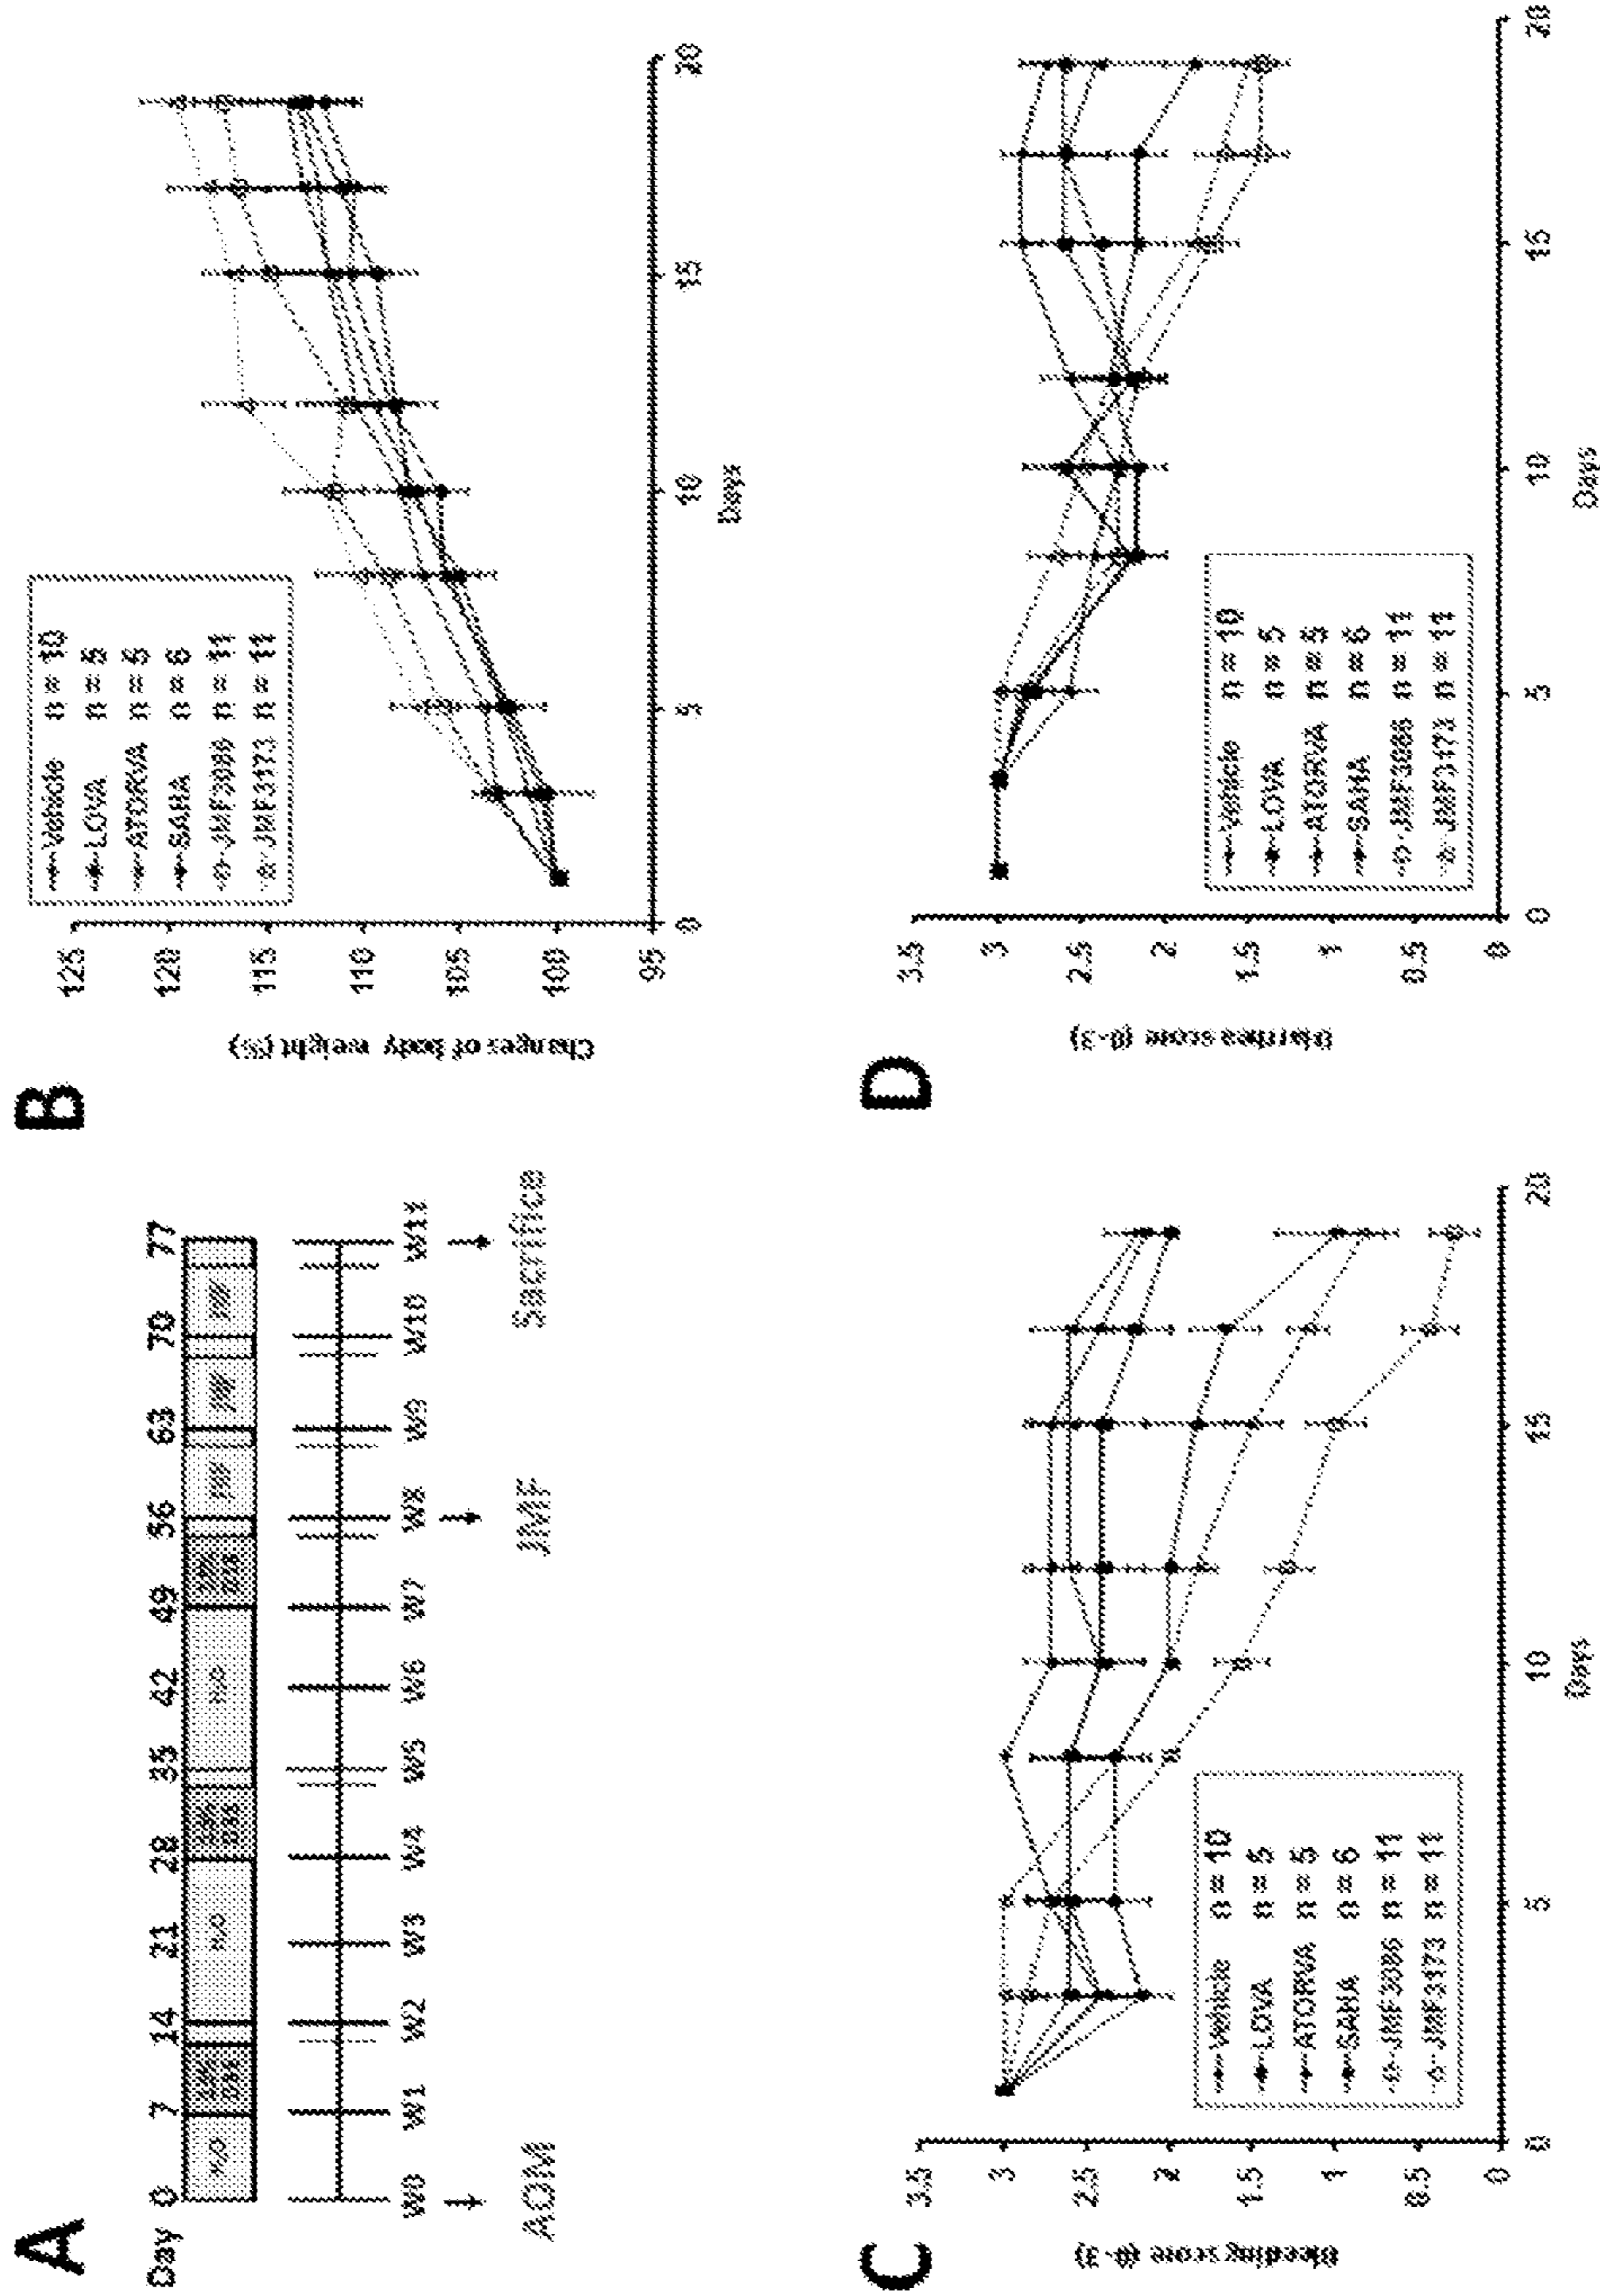 A
Day 0 7 14 21 28 35 42 49 56 63 70 77
H₂O H₂O H₂O
W0 W1 W2 W3 W4 W5 W6 W7 W8 W9 W10 W11
AOM JMF Sacrifice
B
Changes of body weight (%)
125
120
115
110
105
100
95
0 5 10 15 20
Days
Vehicle n = 10
LOVA n = 5
ATORVA n = 5
SAHA n = 6
JMF3086 n = 11
JMF3173 n = 11
C
Bleeding score (0-3)
3.5
3
2.5
2
1.5
1
0.5
0
0 5 10 15 20
Days
Vehicle n = 10
LOVA n = 5
ATORVA n = 5
SAHA n = 6
JMF3086 n = 11
JMF3173 n = 11
D
Diarrhea score (0-3)
3.5
3
2.5
2
1.5
1
0.5
0
0 5 10 15 20
Days
Vehicle n = 10
LOVA n = 5
ATORVA n = 5
SAHA n = 6
JMF3086 n = 11
JMF3173 n = 11